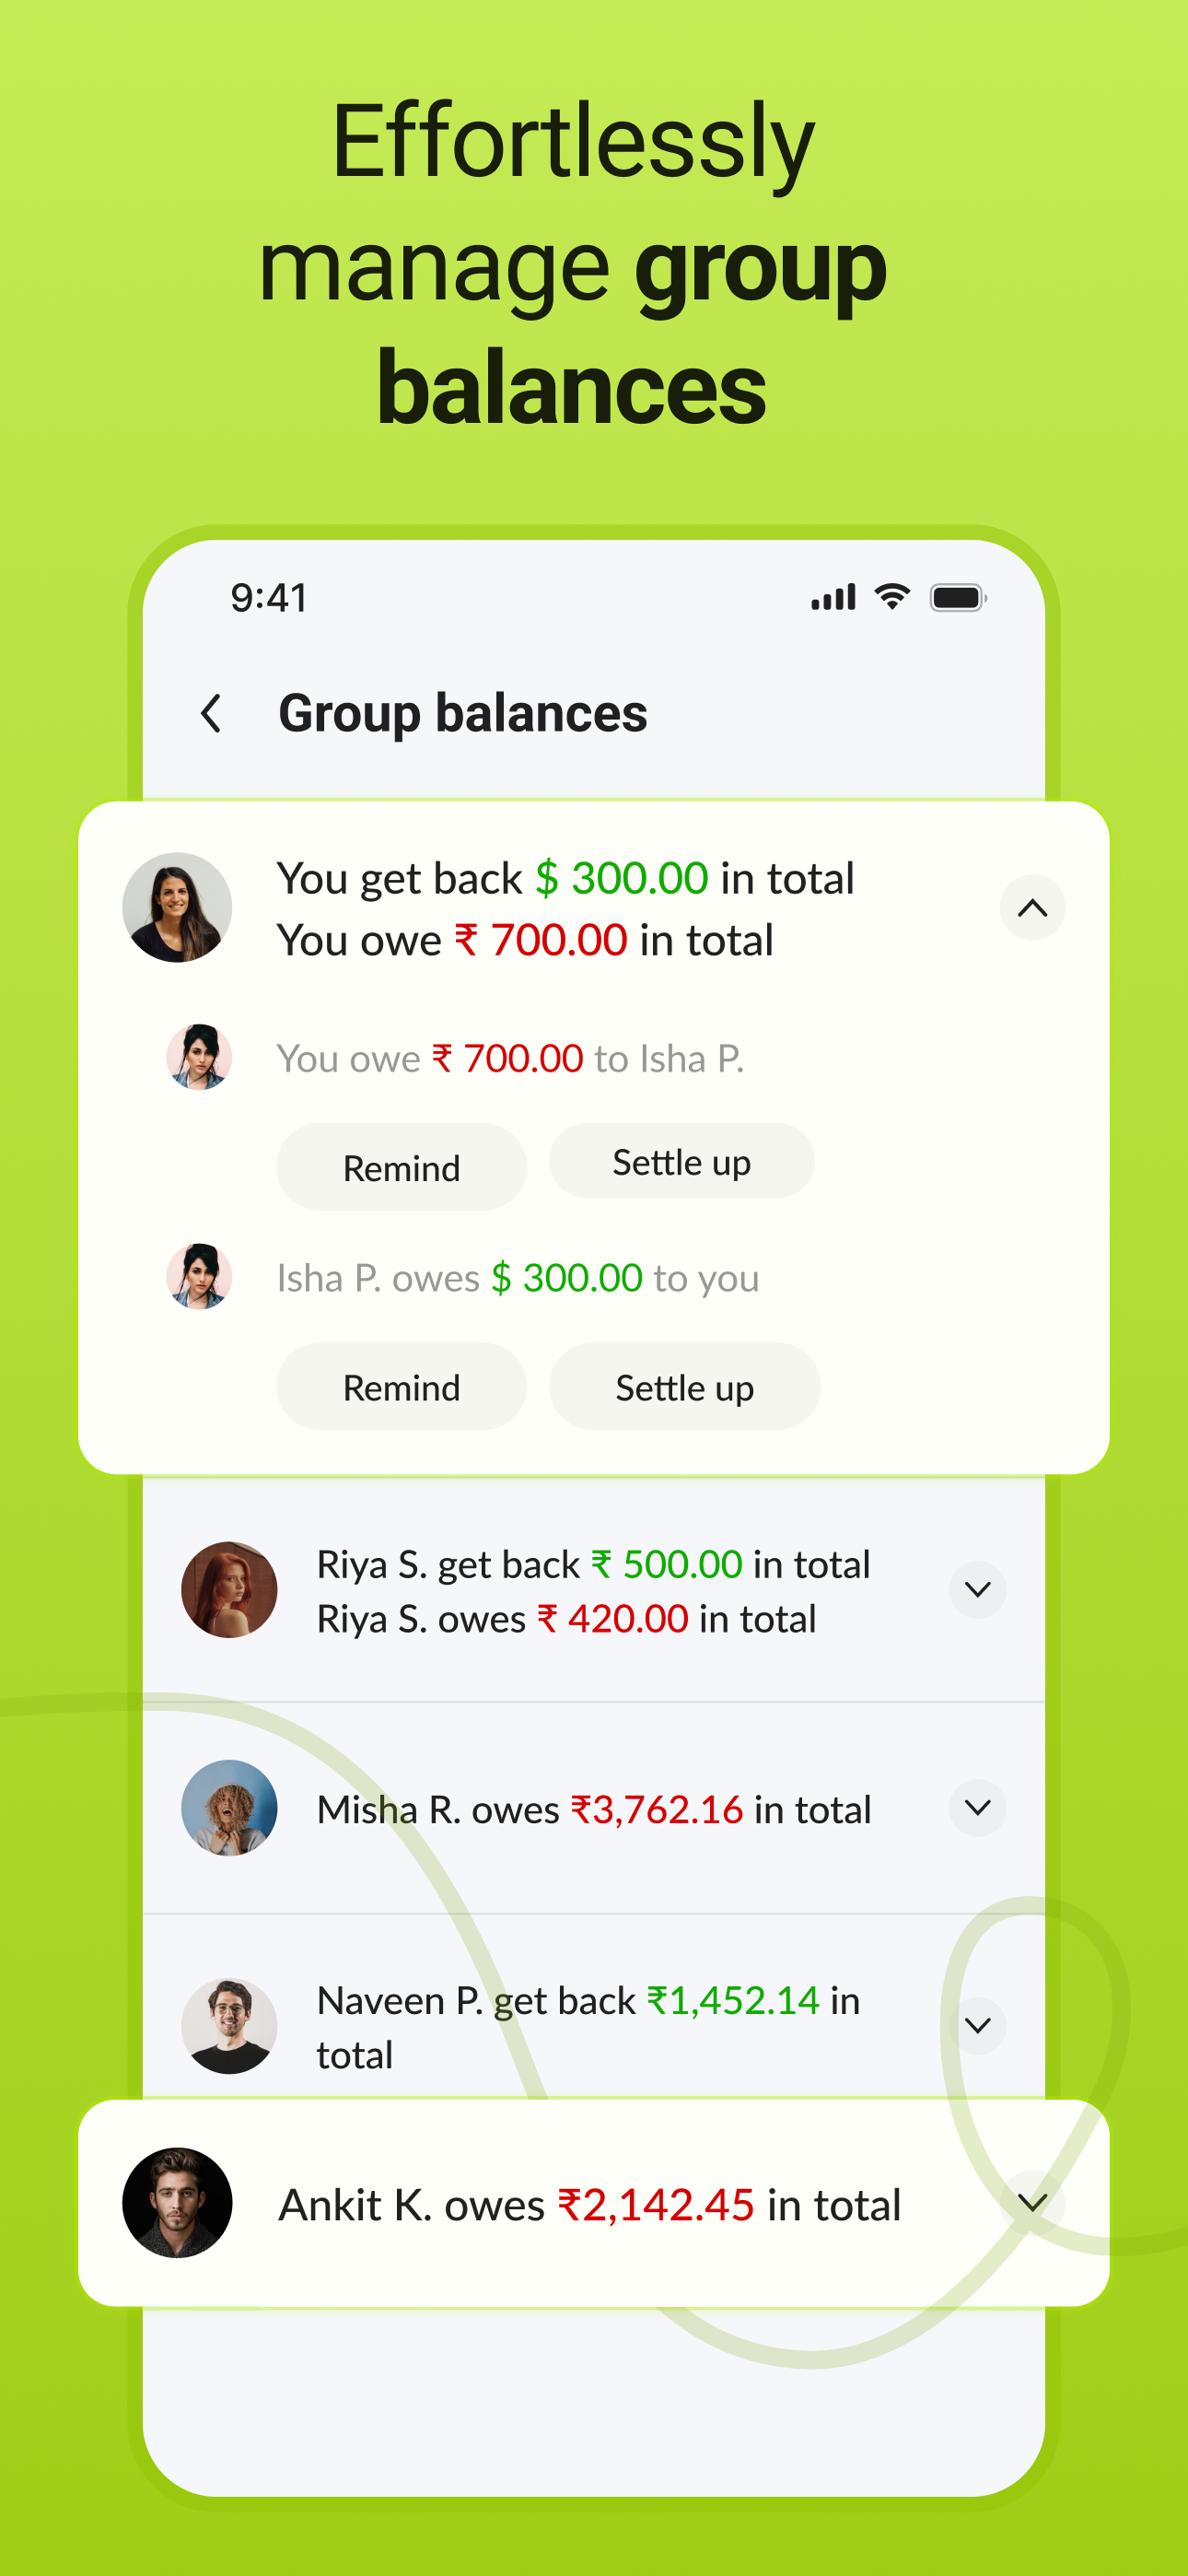 Effortlessly
manage group
balances
9:41
Group balances
You get back $ 300.00 in total
You owe ₹ 700.00 in total
You owe ₹ 700.00 to Isha P.
Remind
Settle up
Isha P. owes $ 300.00 to you
Remind
Settle up
Riya S. get back ₹ 500.00 in total
Riya S. owes ₹ 420.00 in total
Misha R. owes ₹3,762.16 in total
Naveen P. get back ₹1,452.14 in
total
Ankit K. owes ₹2,142.45 in total